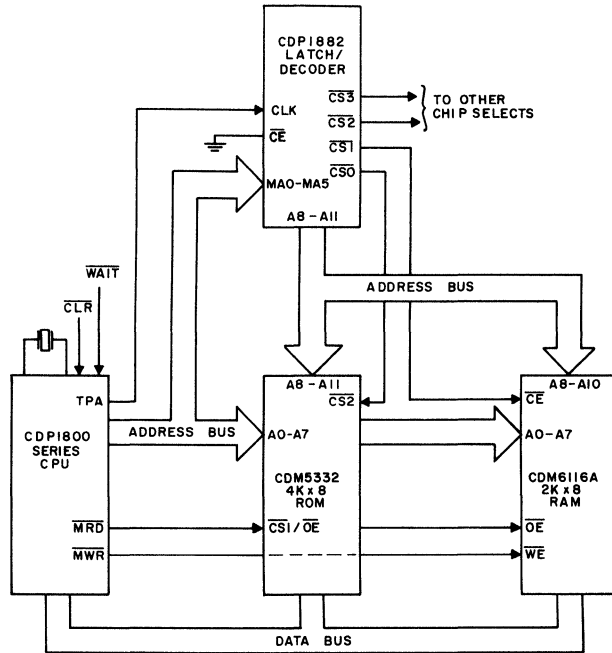 CDP1882
LATCH/
DECODER
CS3
TO OTHER
CHIP SELECTS
CLK
CS2
CE
CS1
CS0
MA0-MA5
A8-A11
WAIT
ADDRESS BUS
CLR
A8-A11
A8-A10
TPA
CS2
CE
CDP1800
SERIES
CPU
ADDRESS BUS
A0-A7
A0-A7
CDM5332
4K x 8
ROM
CDM6116A
2K x 8
RAM
MRD
CS1/OE
OE
MWR
WE
DATA BUS